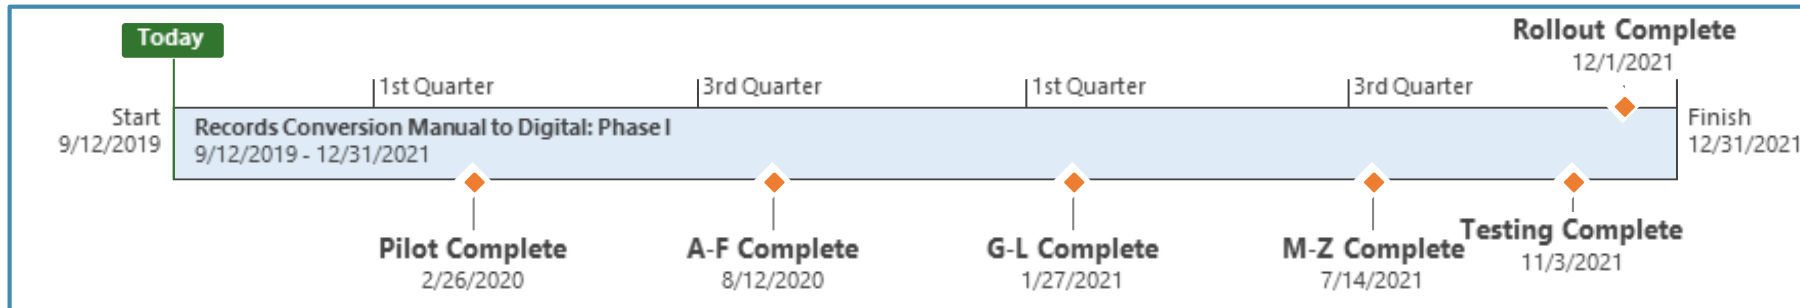 Today
Rollout Complete
12/1/2021
1st Quarter
3rd Quarter
1st Quarter
3rd Quarter
Start
9/12/2019
Records Conversion Manual to Digital: Phase I
9/12/2019 - 12/31/2021
Finish
12/31/2021
Pilot Complete
2/26/2020
A-F Complete
8/12/2020
G-L Complete
1/27/2021
M-Z Complete
7/14/2021
Testing Complete
11/3/2021